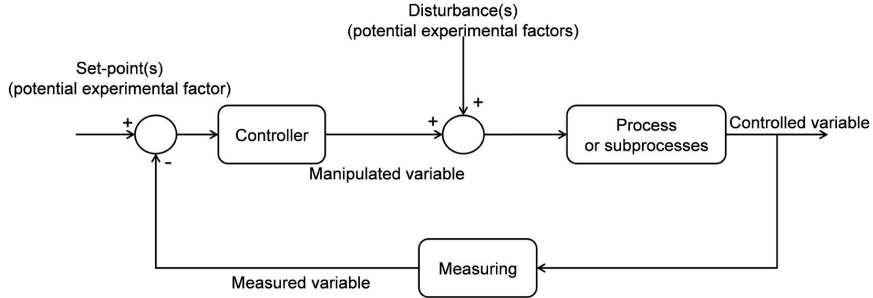 Disturbance(s)
(potential experimental factors)
Set-point(s)
(potential experimental factor)
+
+
+
-
Controller
Process
or subprocesses
Controlled variable
Manipulated variable
Measuring
Measured variable